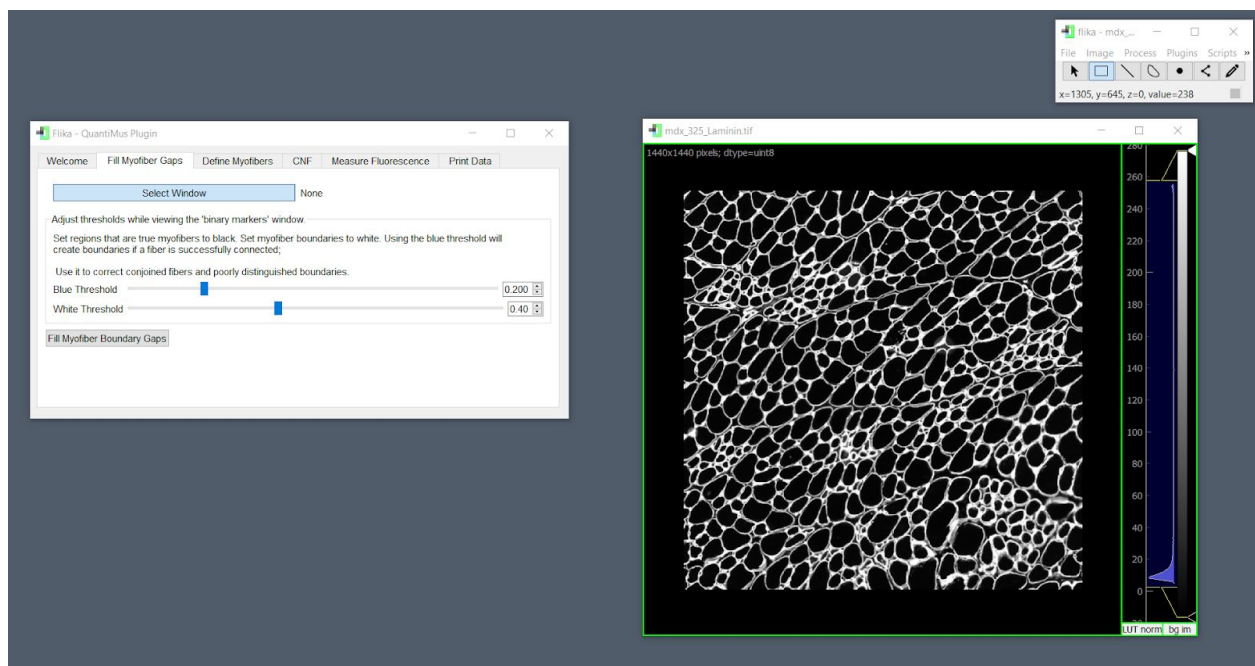 flika - mdx_...
File Image Process Plugins Scripts »
x=1305, y=645, z=0, value=238
Flika - QuantiMus Plugin
Welcome Fill Myofiber Gaps Define Myofibers CNF Measure Fluorescence Print Data
Select Window None
Adjust thresholds while viewing the 'binary markers' window.
Set regions that are true myofibers to black. Set myofiber boundaries to white. Using the blue threshold will
create boundaries if a fiber is successfully connected;
Use it to correct conjoined fibers and poorly distinguished boundaries.
Blue Threshold 0.200
White Threshold 0.40
Fill Myofiber Boundary Gaps
mdx_325_Laminin.tif
1440x1440 pixels; dtype=uint8
280
260
240
220
200
180
160
140
120
100
80
60
40
20
0
LUT norm bg im